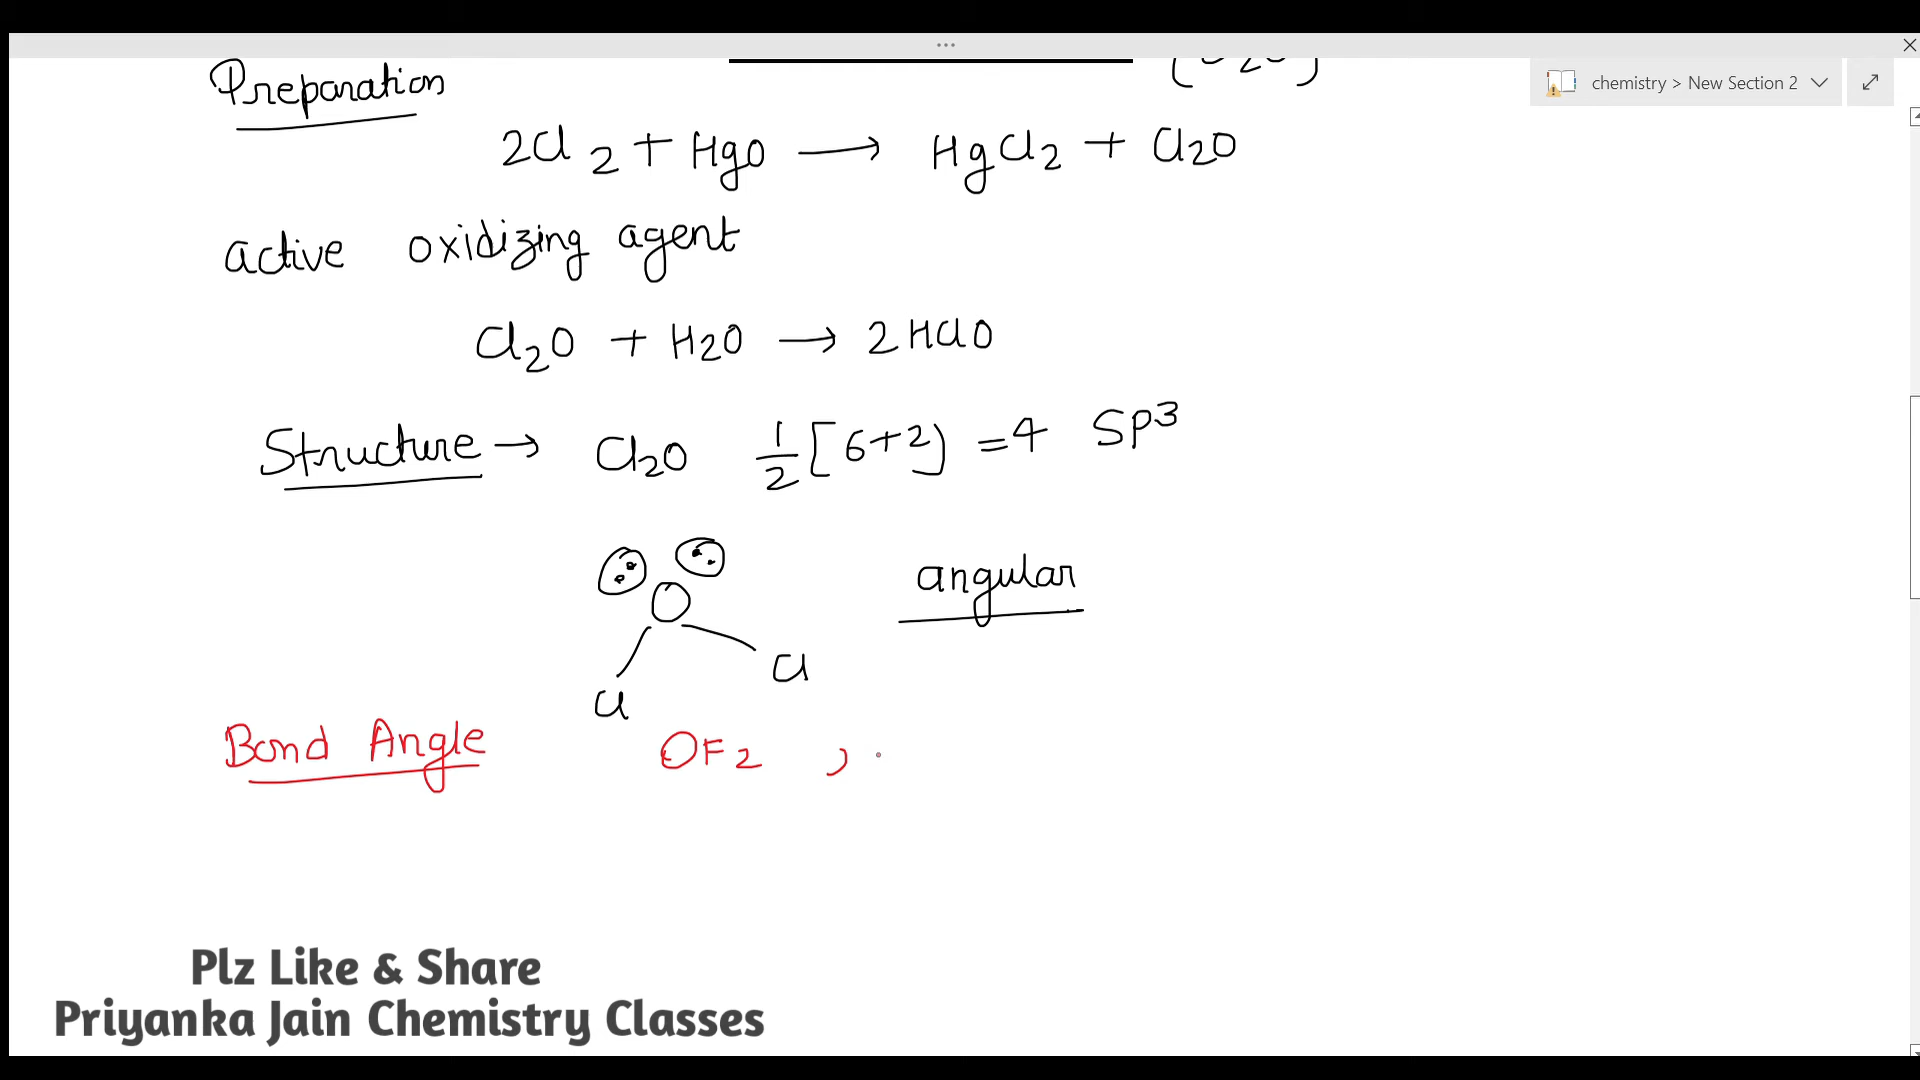 ...
chemistry > New Section 2
Preparation
2Cl2 + HgO → HgCl2 + Cl2O
active oxidizing agent
Cl2O + H2O → 2HClO
Structure → Cl2O 1/2 [6+2] = 4 SP³
O
angular
Cl
Cl
Bond Angle OF2 ,
Plz Like & Share
Priyanka Jain Chemistry Classes